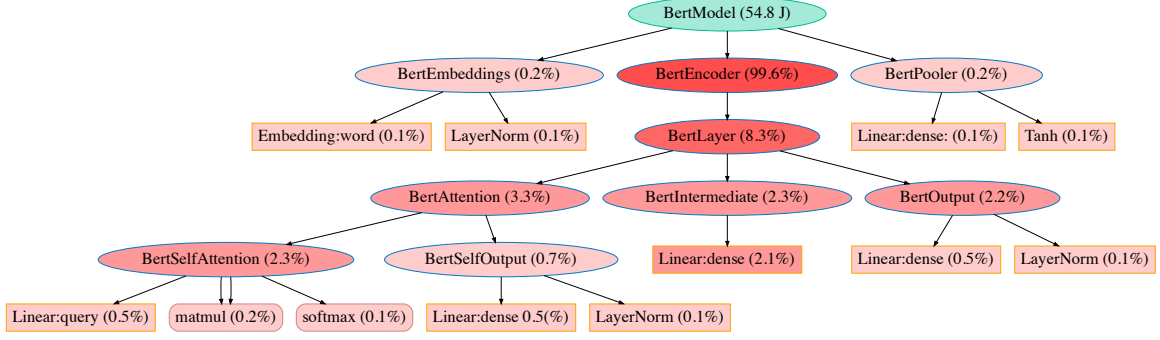 BertModel (54.8 J)
BertEmbeddings (0.2%)
BertEncoder (99.6%)
BertPooler (0.2%)
Embedding:word (0.1%)
LayerNorm (0.1%)
BertLayer (8.3%)
Linear:dense: (0.1%)
Tanh (0.1%)
BertAttention (3.3%)
BertIntermediate (2.3%)
BertOutput (2.2%)
BertSelfAttention (2.3%)
BertSelfOutput (0.7%)
Linear:dense (2.1%)
Linear:dense (0.5%)
LayerNorm (0.1%)
Linear:query (0.5%)
matmul (0.2%)
softmax (0.1%)
Linear:dense 0.5(%)
LayerNorm (0.1%)